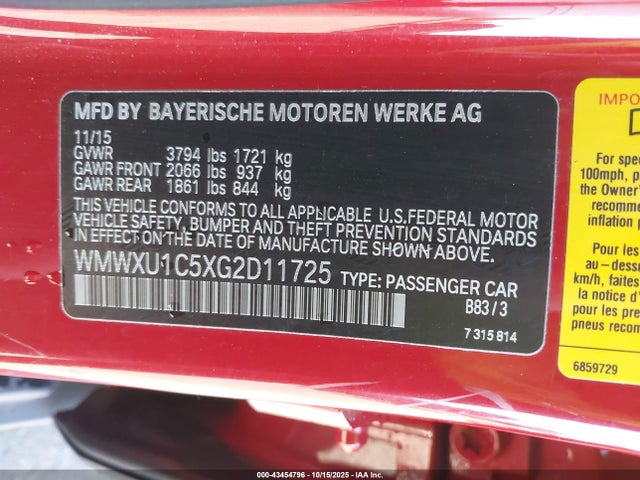 MFD BY BAYERISCHE MOTOREN WERKE AG
11/15
GVWR 3794 lbs 1721 kg
GAWR FRONT 2066 lbs 937 kg
GAWR REAR 1861 lbs 844 kg
THIS VEHICLE CONFORMS TO ALL APPLICABLE U.S.FEDERAL MOTOR
VEHICLE SAFETY, BUMPER AND THEFT PREVENTION STANDARDS
IN EFFECT ON THE DATE OF MANUFACTURE SHOWN ABOVE.
WMWXU1C5XG2D11725 TYPE: PASSENGER CAR
B83/3
7 315 814
IMPO
For spe
100mph, p
the Owner'
recomme
inflation p
Pour les
au-dess
km/h, faites
la notice d'
les
pneus recom
6859729
000-43454796 - 10/15/2025 - IAA Inc.